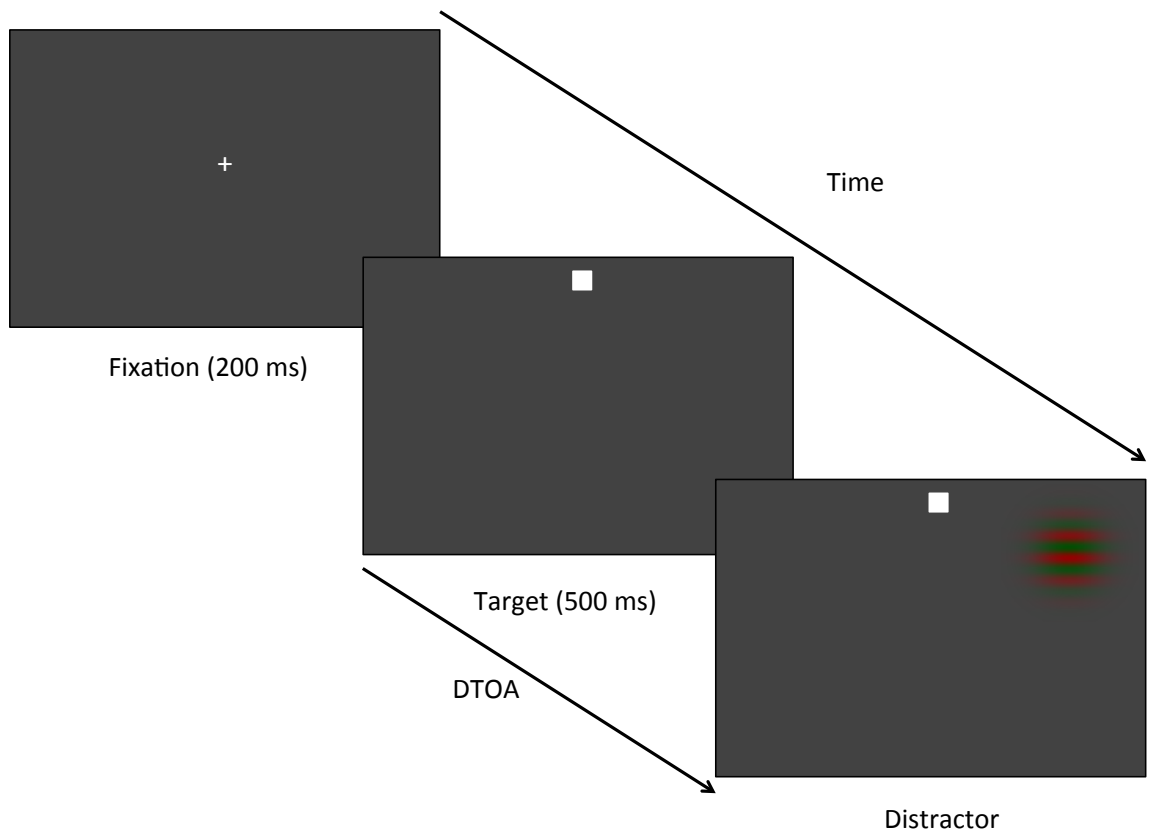 Time
Fixation (200 ms)
Target (500 ms)
DTOA
Distractor